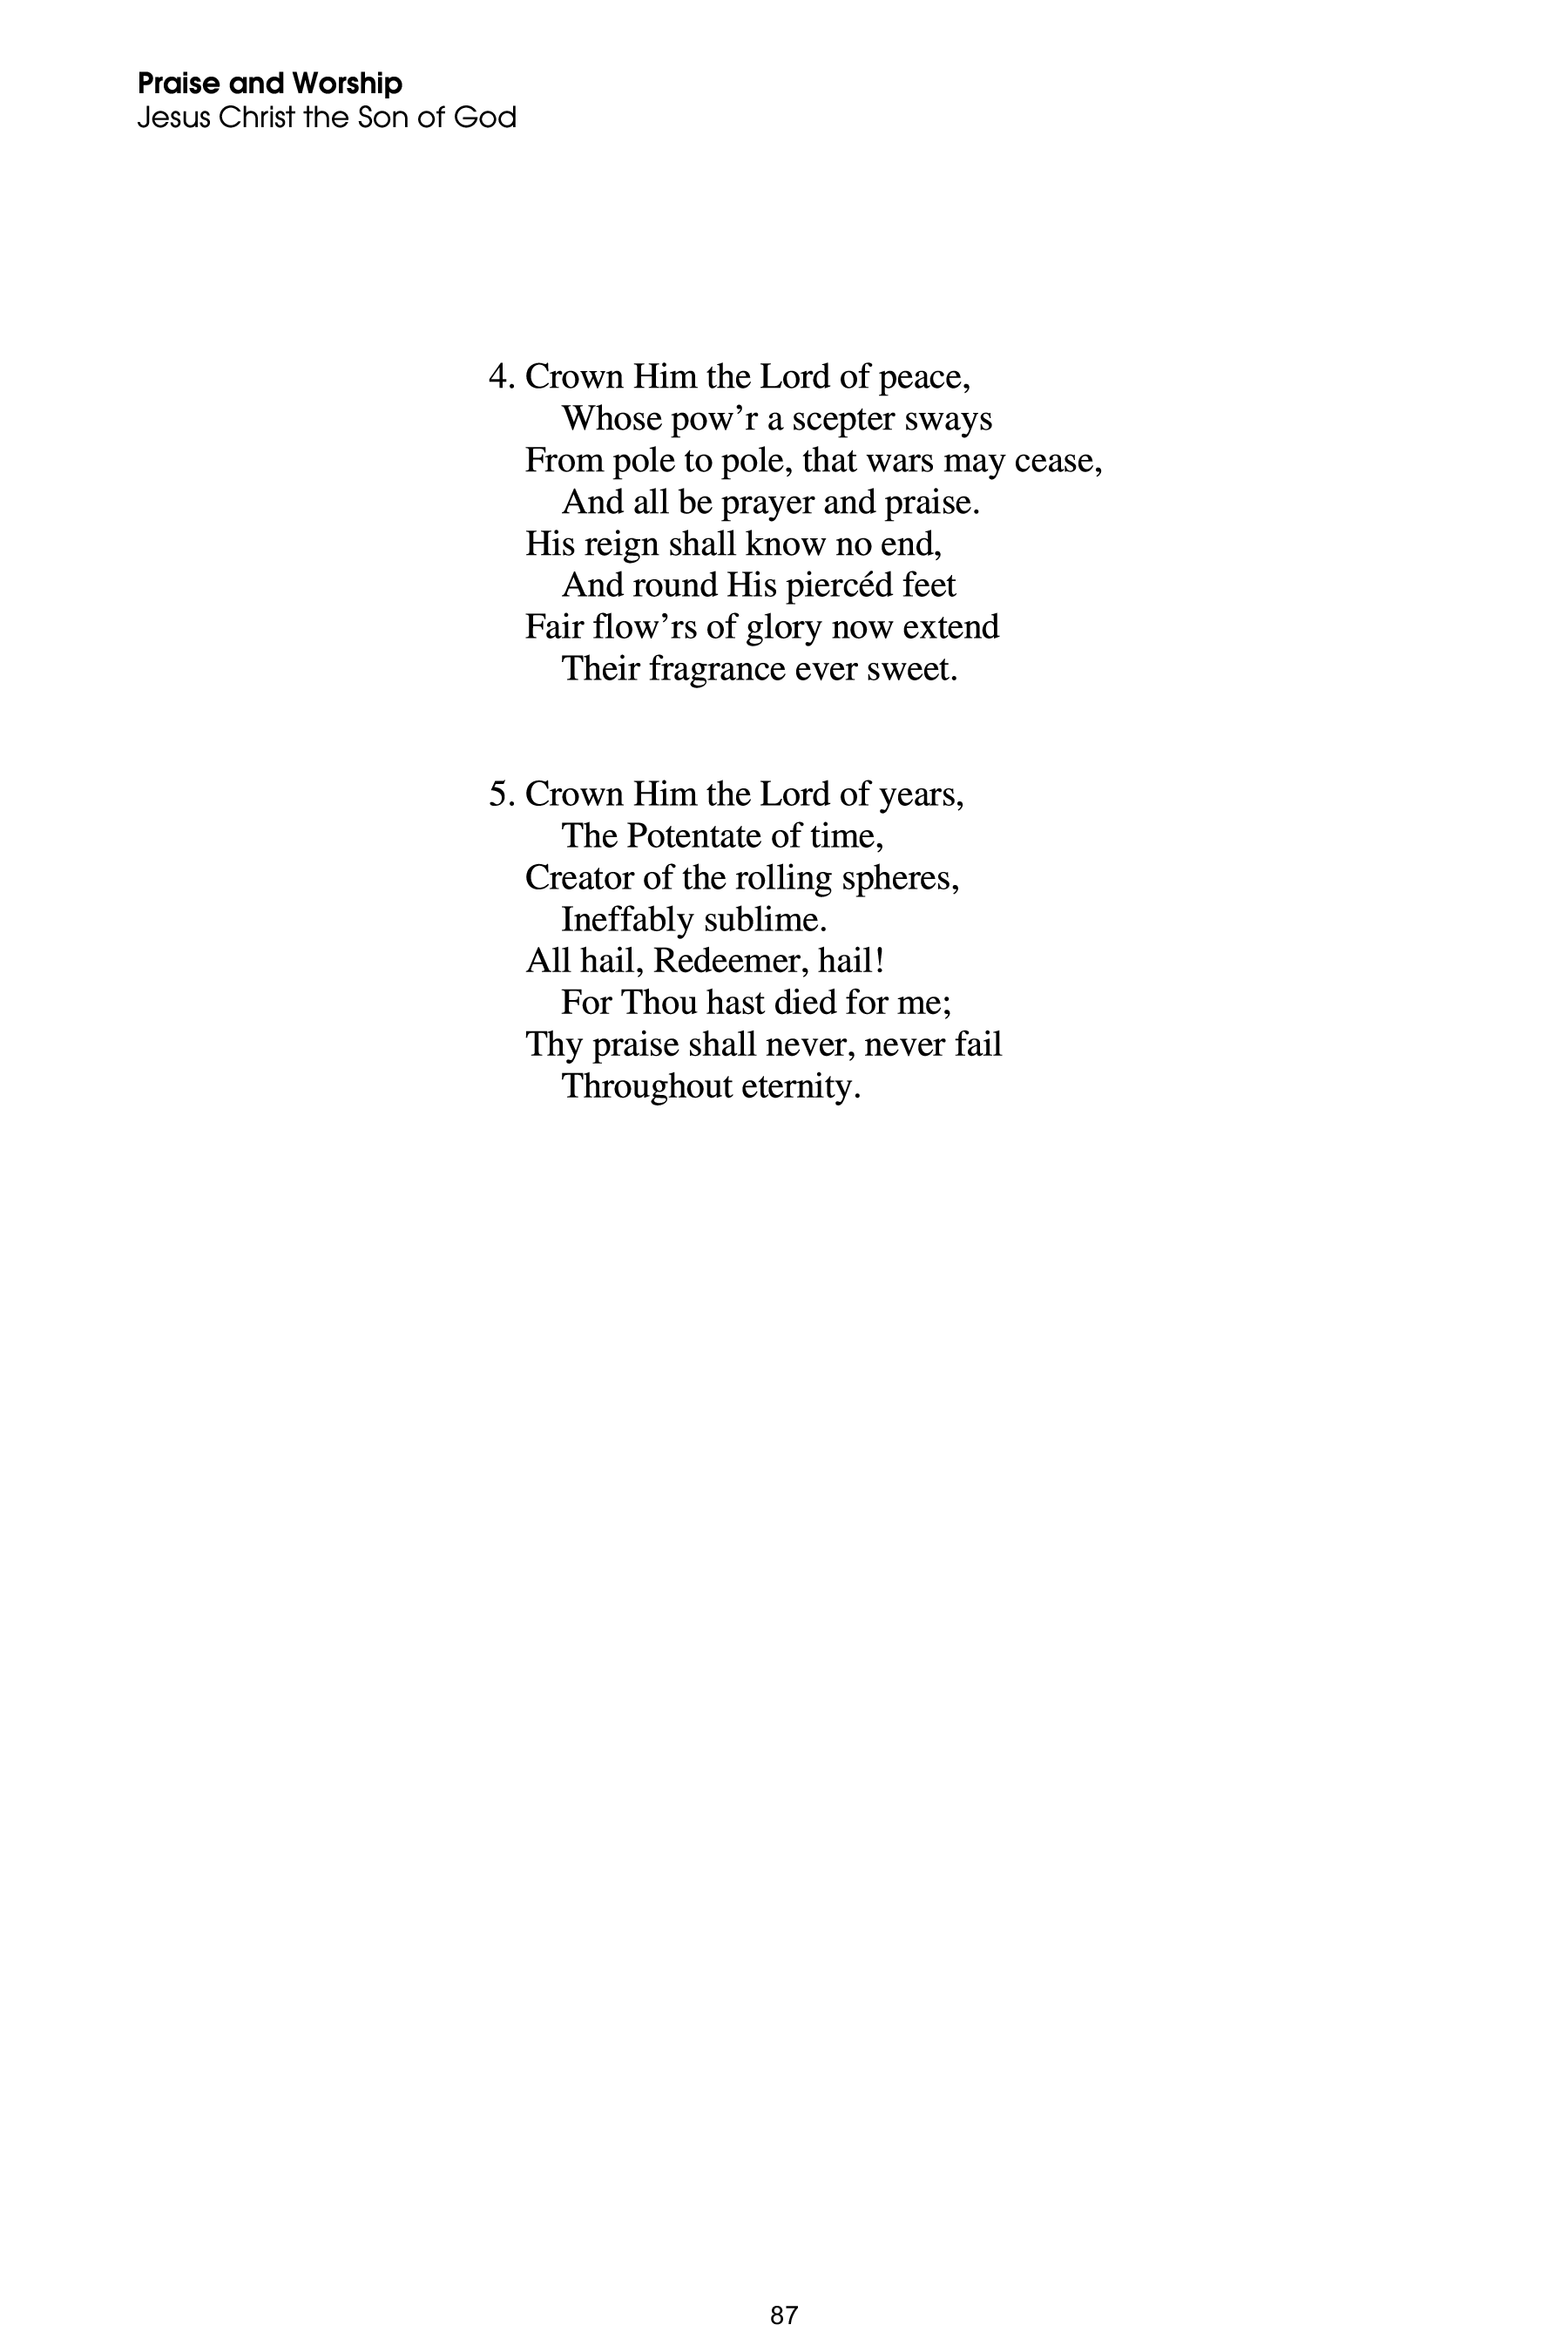 Praise and Worship
Jesus Christ the Son of God
4. Crown Him the Lord of peace,
Whose pow’r a scepter sways
From pole to pole, that wars may cease,
And all be prayer and praise.
His reign shall know no end,
And round His piercéd feet
Fair flow’rs of glory now extend
Their fragrance ever sweet.
5. Crown Him the Lord of years,
The Potentate of time,
Creator of the rolling spheres,
Ineffably sublime.
All hail, Redeemer, hail!
For Thou hast died for me;
Thy praise shall never, never fail
Throughout eternity.
87